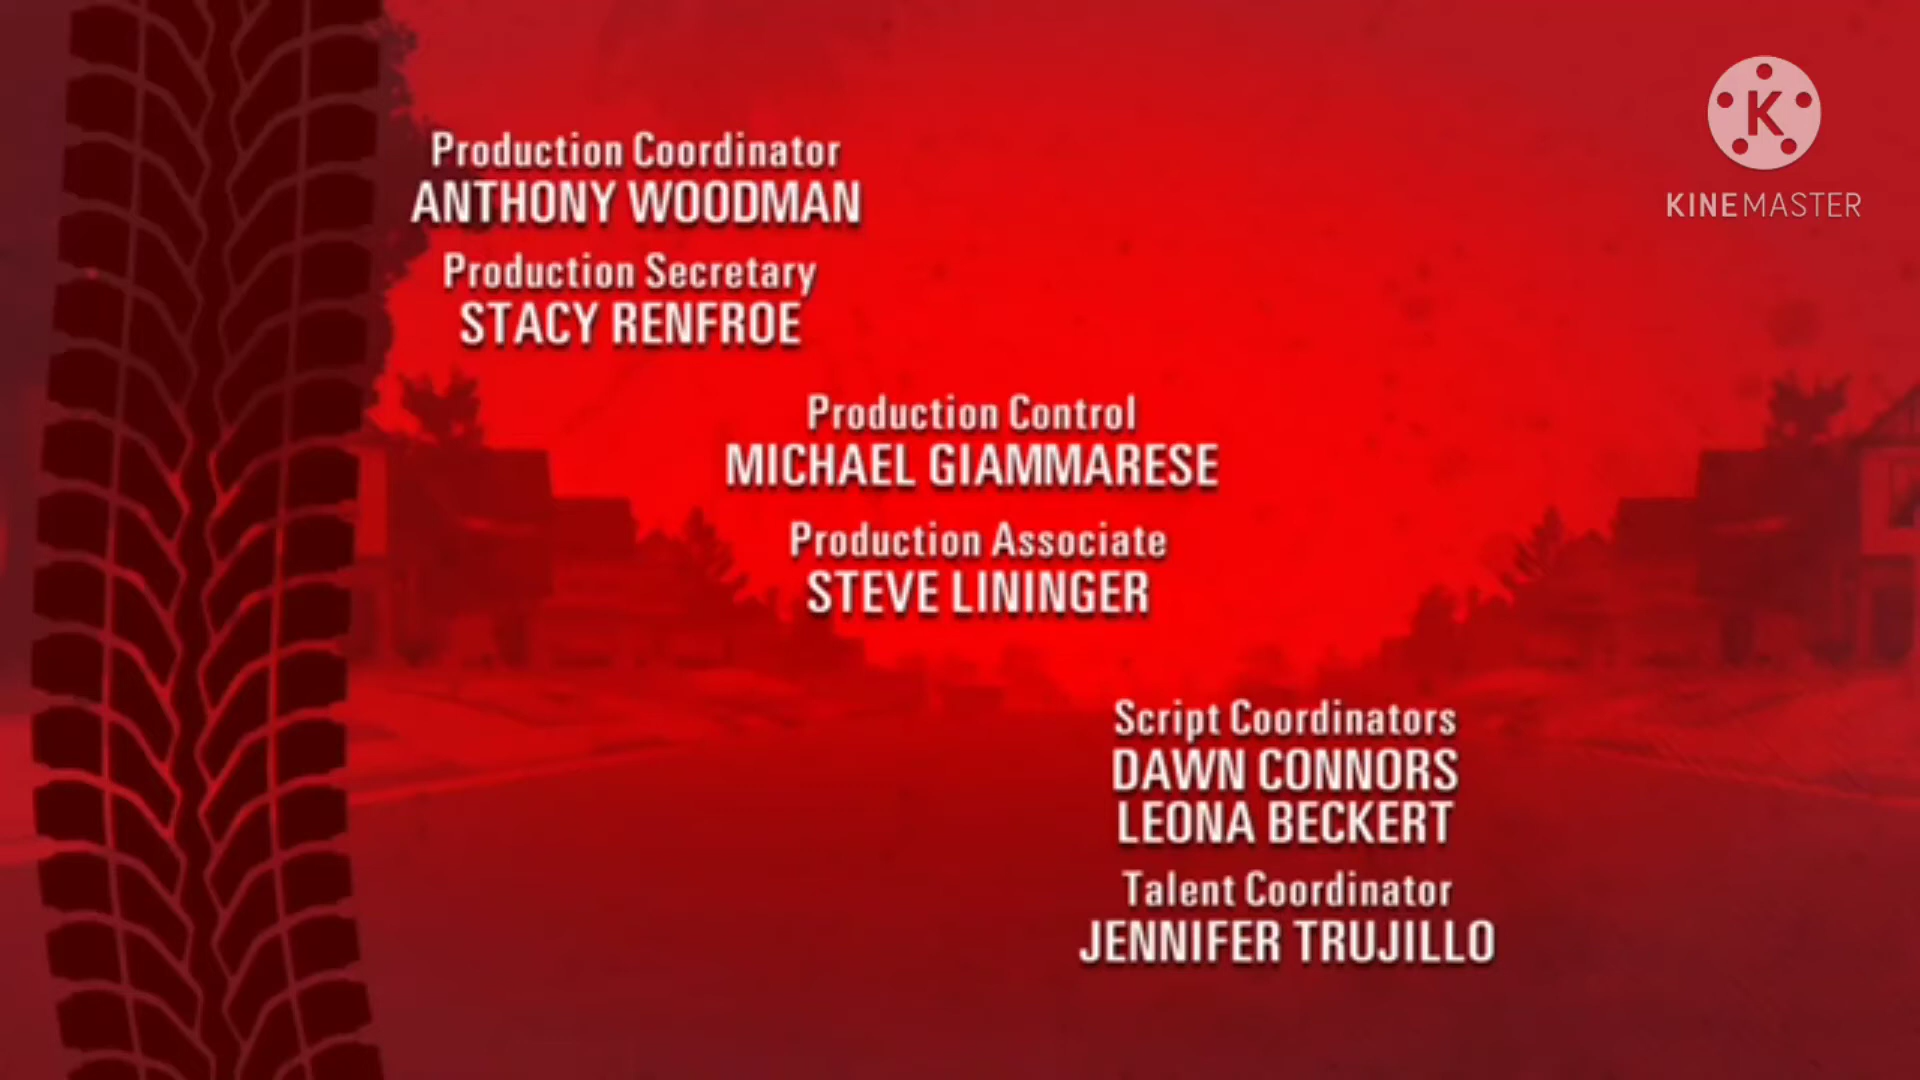 Production Coordinator
ANTHONY WOODMAN
Production Secretary
STACY RENFROE
Production Control
MICHAEL GIAMMARESE
Production Associate
STEVE LININGER
Script Coordinators
DAWN CONNORS
LEONA BECKERT
Talent Coordinator
JENNIFER TRUJILLO
K
KINEMASTER